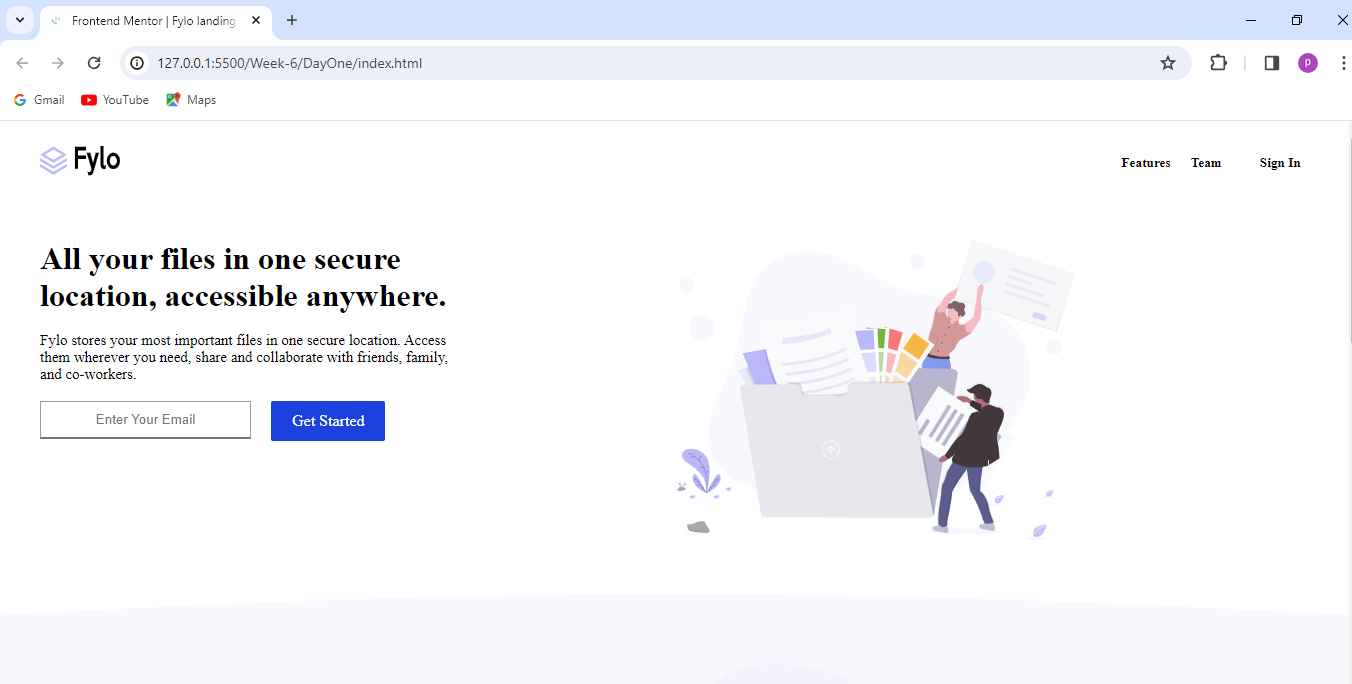 Frontend Mentor | Fylo landing
127.0.0.1:5500/Week-6/DayOne/index.html
P
Gmail YouTube Maps
Fylo
Features Team Sign In
All your files in one secure
location, accessible anywhere.
Fylo stores your most important files in one secure location. Access
them wherever you need, share and collaborate with friends, family,
and co-workers.
Enter Your Email Get Started